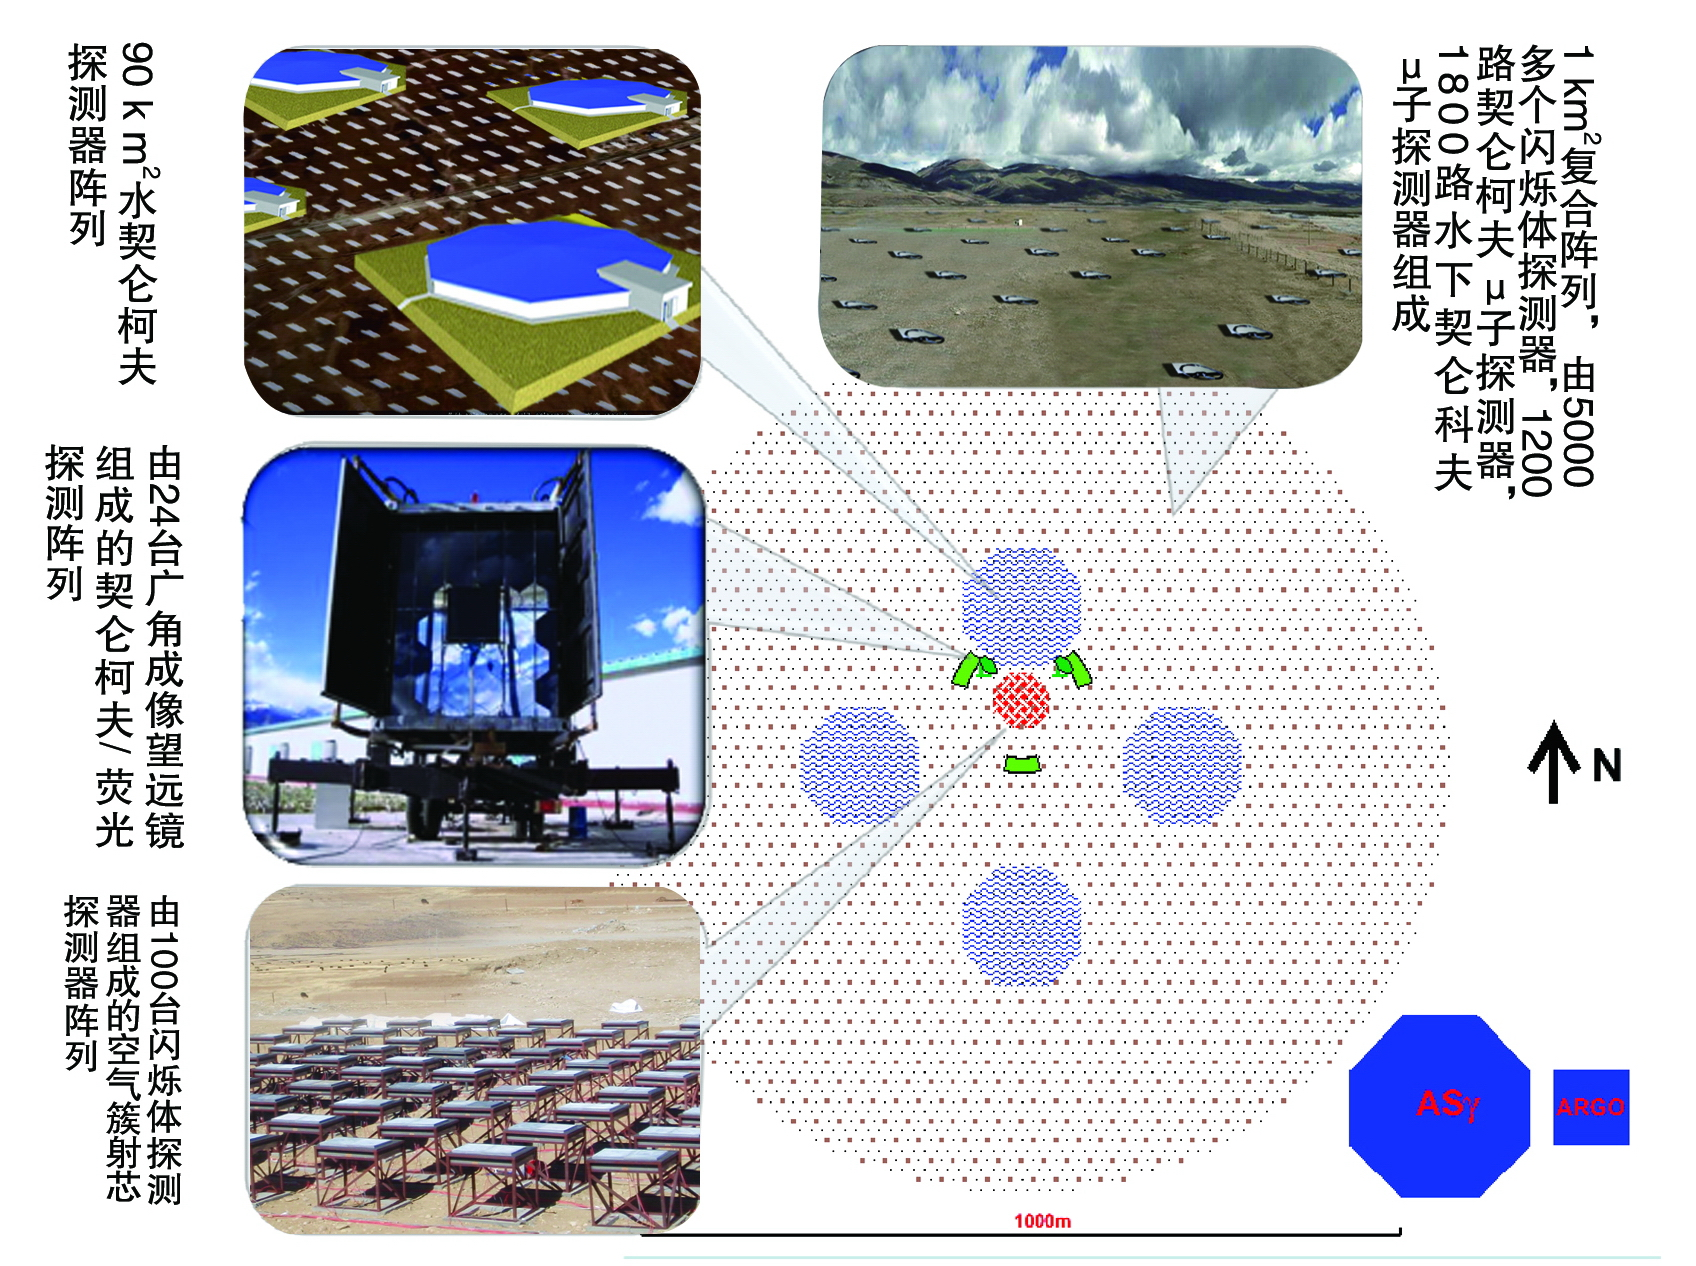 90 km²水契仑柯夫
探测器阵列
1 km²复合阵列，由5000
多个闪烁体探测器，1200
路契仑柯夫 μ子探测器，
1800路水下契仑科夫
μ子探测器组成
由24台广角成像望远镜
组成的契仑柯夫/荧光
探测阵列
由100台闪烁体探测
器组成的空气簇射芯
探测器阵列
N
ASγ
ARGO
1000m